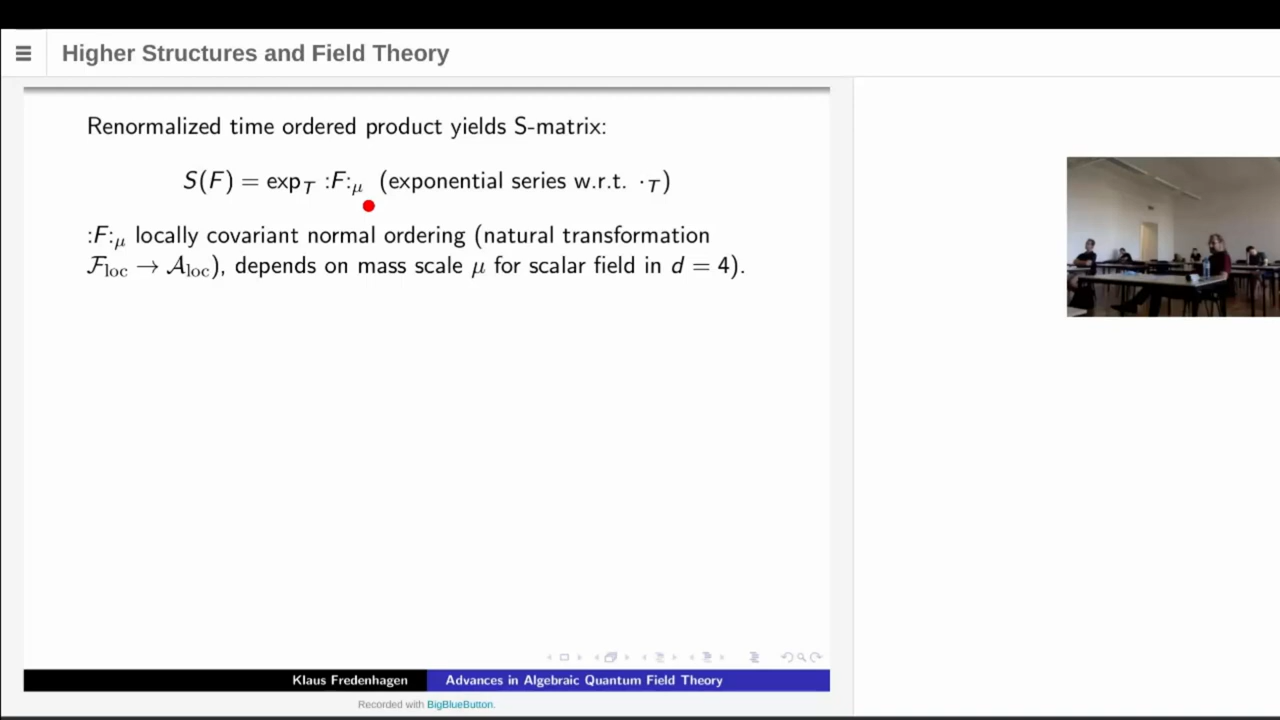 Higher Structures and Field Theory
Renormalized time ordered product yields S-matrix:
S(F) = exp_T :F:_μ (exponential series w.r.t. ·_T)
:F:_μ locally covariant normal ordering (natural transformation
ℱ_loc → 𝒜_loc), depends on mass scale μ for scalar field in d = 4).
Klaus Fredenhagen Advances in Algebraic Quantum Field Theory
Recorded with BigBlueButton.